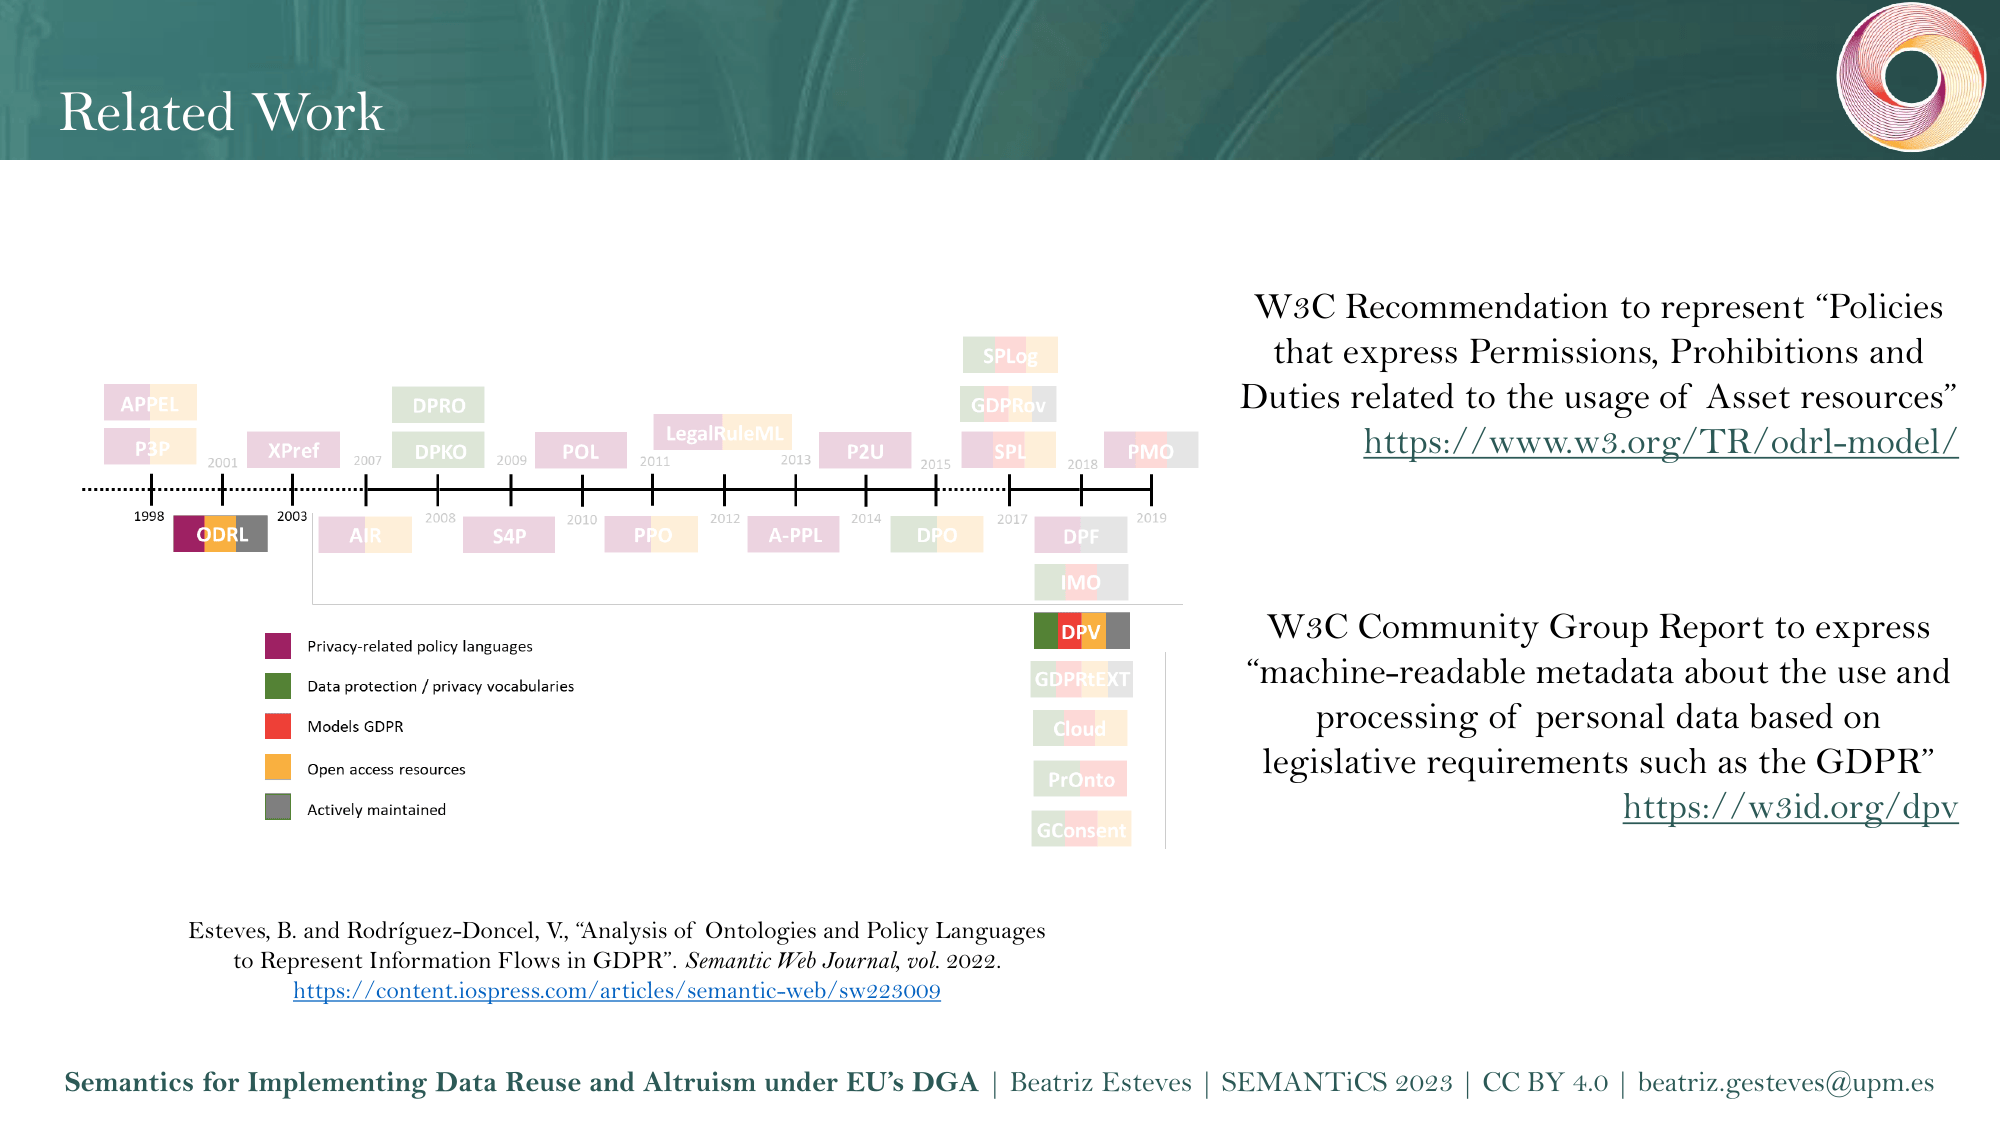 Related Work
W3C Recommendation to represent “Policies
that express Permissions, Prohibitions and
Duties related to the usage of Asset resources”
https://www.w3.org/TR/odrl-model/
SPLog
APPEL
DPRO
GDPRov
P3P
XPref
DPKO
POL
LegalRuleML
P2U
SPL
PMO
2001
2007
2009
2011
2013
2015
2018
1998
2003
2008
2010
2012
2014
2017
2019
ODRL
AIR
S4P
PPO
A-PPL
DPO
DPF
IMO
DPV
GDPRtEXT
Cloud
PrOnto
GConsent
Privacy-related policy languages
Data protection / privacy vocabularies
Models GDPR
Open access resources
Actively maintained
W3C Community Group Report to express
“machine-readable metadata about the use and
processing of personal data based on
legislative requirements such as the GDPR”
https://w3id.org/dpv
Esteves, B. and Rodríguez-Doncel, V., “Analysis of Ontologies and Policy Languages
to Represent Information Flows in GDPR”. Semantic Web Journal, vol. 2022.
https://content.iospress.com/articles/semantic-web/sw223009
Semantics for Implementing Data Reuse and Altruism under EU’s DGA | Beatriz Esteves | SEMANTiCS 2023 | CC BY 4.0 | beatriz.gesteves@upm.es